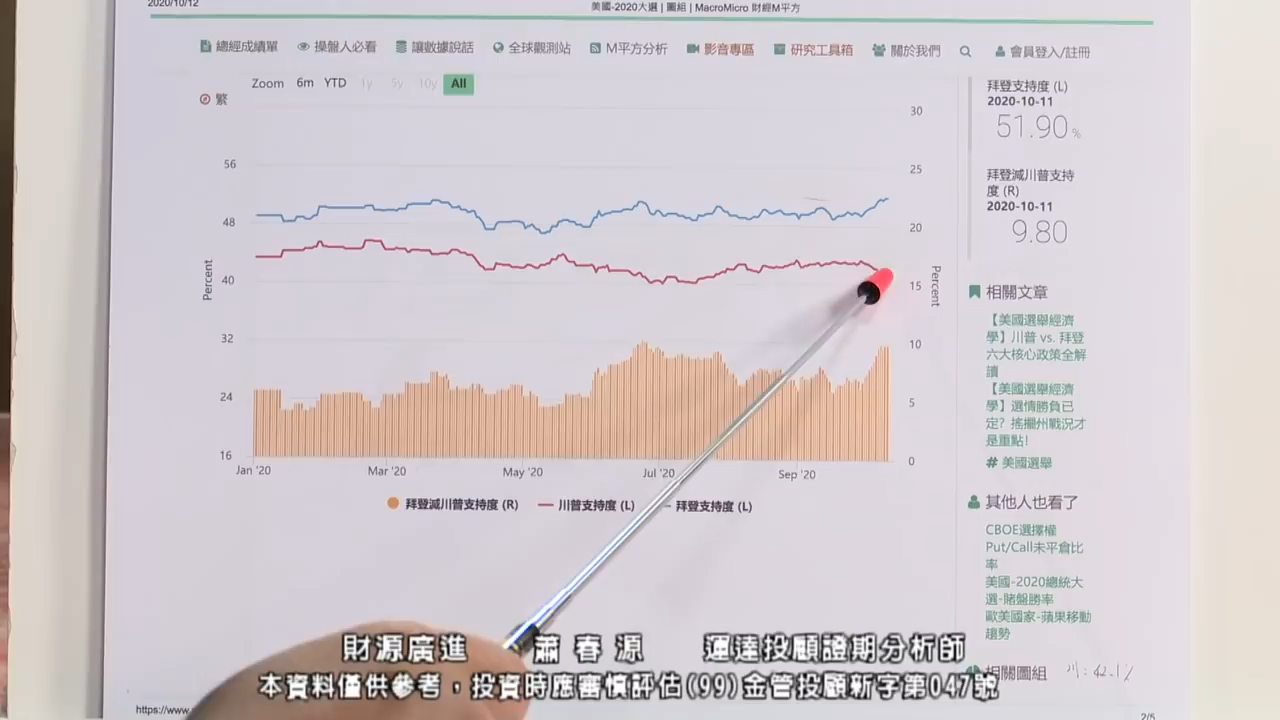 2020/10/12
美國-2020大選 | 圖組 | MacroMicro 財經M平方
總經成績單 操盤人必看 讓數據說話 全球觀測站 M平方分析 影音專區 研究工具箱 關於我們 會員登入/註冊
Zoom 6m YTD 1y 5y 10y All
繁
30
56
25
48
20
40
15
32
10
24
5
16
0
Percent
Percent
Jan '20 Mar '20 May '20 Jul '20 Sep '20
拜登減川普支持度 (R) 川普支持度 (L) 拜登支持度 (L)
拜登支持度 (L)
2020-10-11
51.90 %
拜登減川普支持
度 (R)
2020-10-11
9.80
相關文章
【美國選舉經濟
學】川普 vs. 拜登
六大核心政策全解
讀
【美國選舉經濟
學】選情勝負已
定？搖擺州戰況才
是重點！
# 美國選舉
其他人也看了
CBOE選擇權
Put/Call未平倉比
率
美國-2020總統大
選-賭盤勝率
歐美國家-蘋果移動
趨勢
相關圖組
川：42.1%
財源廣進 蕭春源 運達投顧證期分析師
本資料僅供參考，投資時應審慎評估(99)金管投顧新字第047號
https://www.
2/5